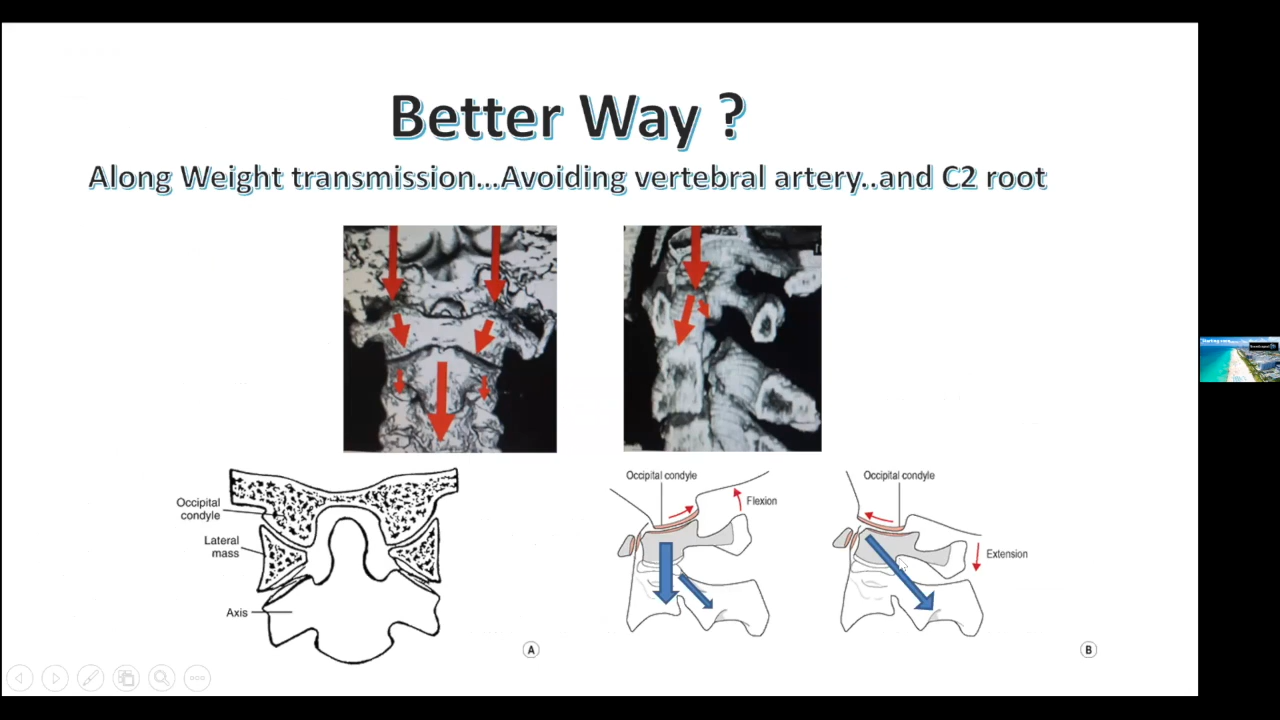 Better Way ?
Along Weight transmission...Avoiding vertebral artery..and C2 root
Occipital
condyle
Lateral
mass
Axis
A
Occipital condyle
Flexion
Occipital condyle
Extension
B